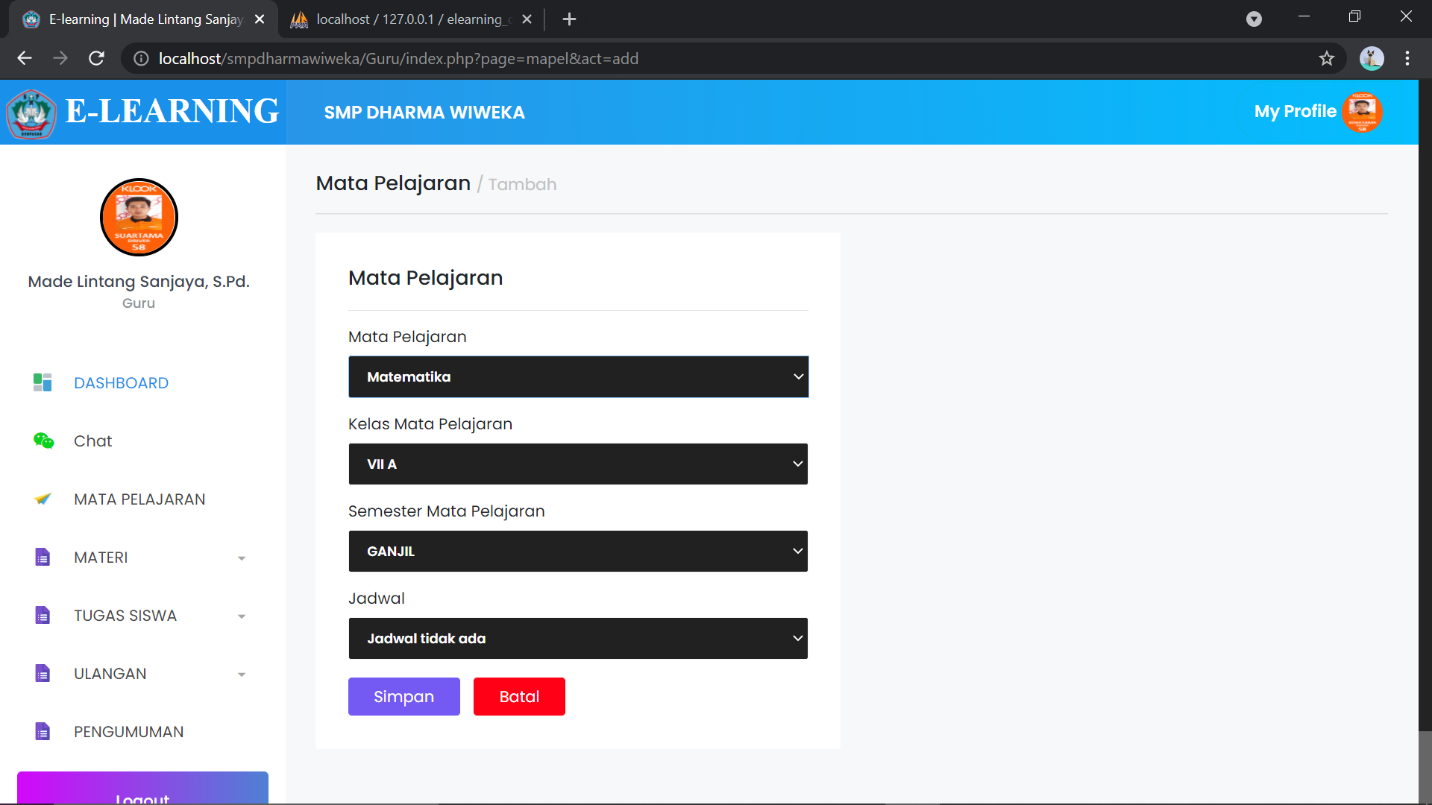 E-learning | Made Lintang Sanjay
localhost / 127.0.0.1 / elearning_
localhost/smpdharmawiweka/Guru/index.php?page=mapel&act=add
E-LEARNING
SMP DHARMA WIWEKA
My Profile
KLOOK
SUARTAMA
58
Made Lintang Sanjaya, S.Pd.
Guru
DASHBOARD
Chat
MATA PELAJARAN
MATERI
TUGAS SISWA
ULANGAN
PENGUMUMAN
Logout
Mata Pelajaran / Tambah
Mata Pelajaran
Mata Pelajaran
Matematika
Kelas Mata Pelajaran
VII A
Semester Mata Pelajaran
GANJIL
Jadwal
Jadwal tidak ada
Simpan
Batal